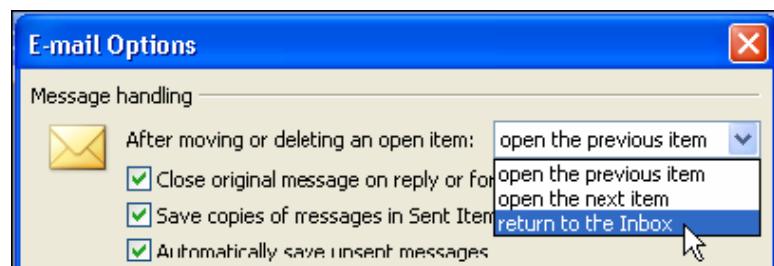 E-mail Options
Message handling
After moving or deleting an open item: open the previous item
Close original message on reply or for open the previous item
open the next item
Save copies of messages in Sent Item return to the Inbox
Automatically save unsent messages